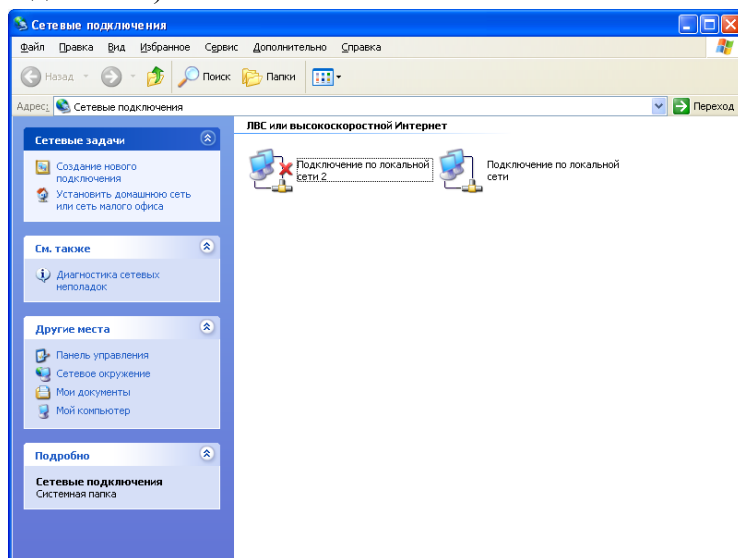 Сетевые подключения
Файл Правка Вид Избранное Сервис Дополнительно Справка
Назад Поиск Папки
Адрес: Сетевые подключения Переход
ЛВС или высокоскоростной Интернет
Подключение по локальной
сети 2
Подключение по локальной
сети
Сетевые задачи
Создание нового
подключения
Установить домашнюю сеть
или сеть малого офиса
См. также
Диагностика сетевых
неполадок
Другие места
Панель управления
Сетевое окружение
Мои документы
Мой компьютер
Подробно
Сетевые подключения
Системная папка